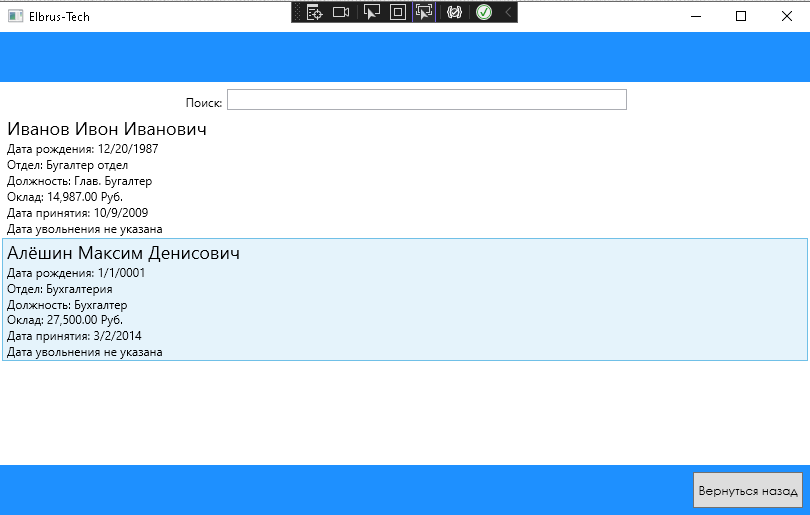 Elbrus-Tech
Поиск:
Иванов Ивон Иванович
Дата рождения: 12/20/1987
Отдел: Бугалтер отдел
Должность: Глав. Бугалтер
Оклад: 14,987.00 Руб.
Дата принятия: 10/9/2009
Дата увольнения не указана
Алёшин Максим Денисович
Дата рождения: 1/1/0001
Отдел: Бухгалтерия
Должность: Бухгалтер
Оклад: 27,500.00 Руб.
Дата принятия: 3/2/2014
Дата увольнения не указана
Вернуться назад